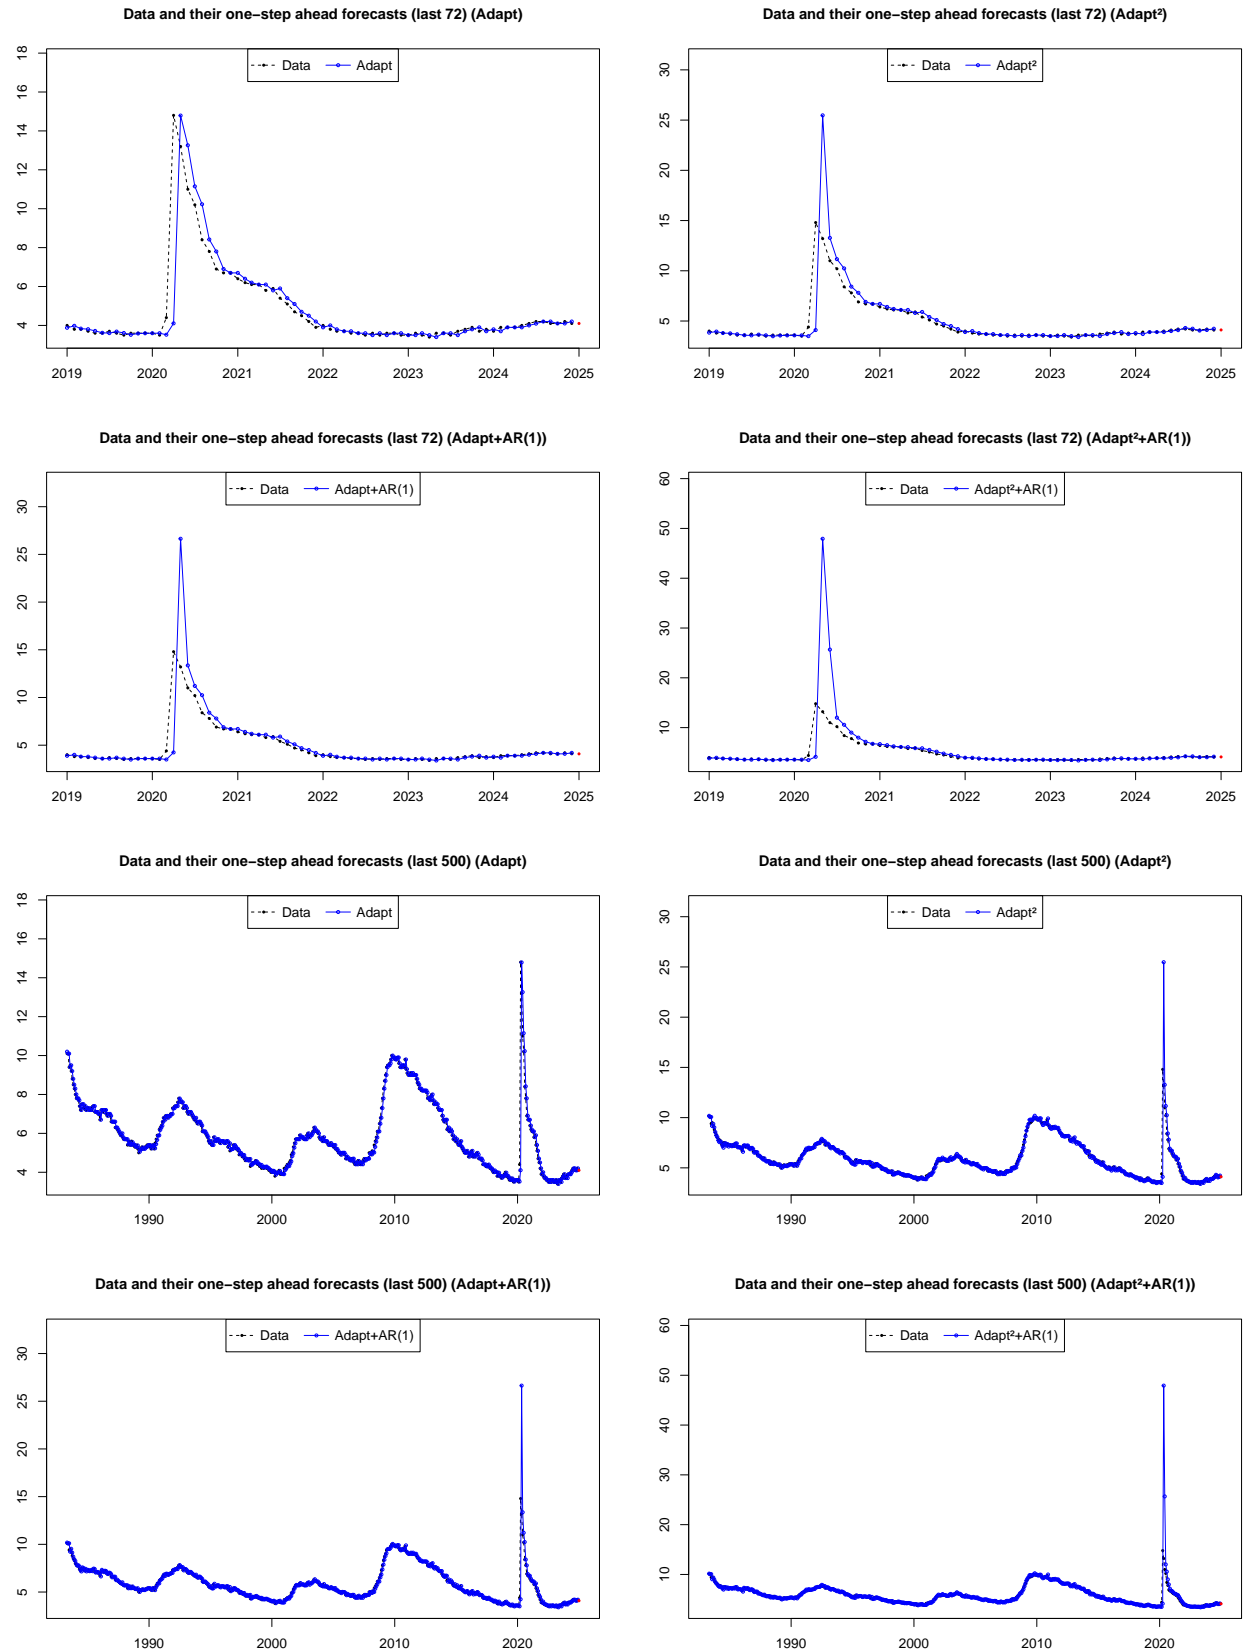 Data and their one−step ahead forecasts (last 72) (Adapt)
Data Adapt
18
16
14
12
10
8
6
4
2019 2020 2021 2022 2023 2024 2025
Data and their one−step ahead forecasts (last 72) (Adapt²)
Data Adapt²
30
25
20
15
10
5
2019 2020 2021 2022 2023 2024 2025
Data and their one−step ahead forecasts (last 72) (Adapt+AR(1))
Data Adapt+AR(1)
30
25
20
15
10
5
2019 2020 2021 2022 2023 2024 2025
Data and their one−step ahead forecasts (last 72) (Adapt²+AR(1))
Data Adapt²+AR(1)
60
50
40
30
20
10
2019 2020 2021 2022 2023 2024 2025
Data and their one−step ahead forecasts (last 500) (Adapt)
Data Adapt
18
16
14
12
10
8
6
4
1990 2000 2010 2020
Data and their one−step ahead forecasts (last 500) (Adapt²)
Data Adapt²
30
25
20
15
10
5
1990 2000 2010 2020
Data and their one−step ahead forecasts (last 500) (Adapt+AR(1))
Data Adapt+AR(1)
30
25
20
15
10
5
1990 2000 2010 2020
Data and their one−step ahead forecasts (last 500) (Adapt²+AR(1))
Data Adapt²+AR(1)
60
50
40
30
20
10
1990 2000 2010 2020